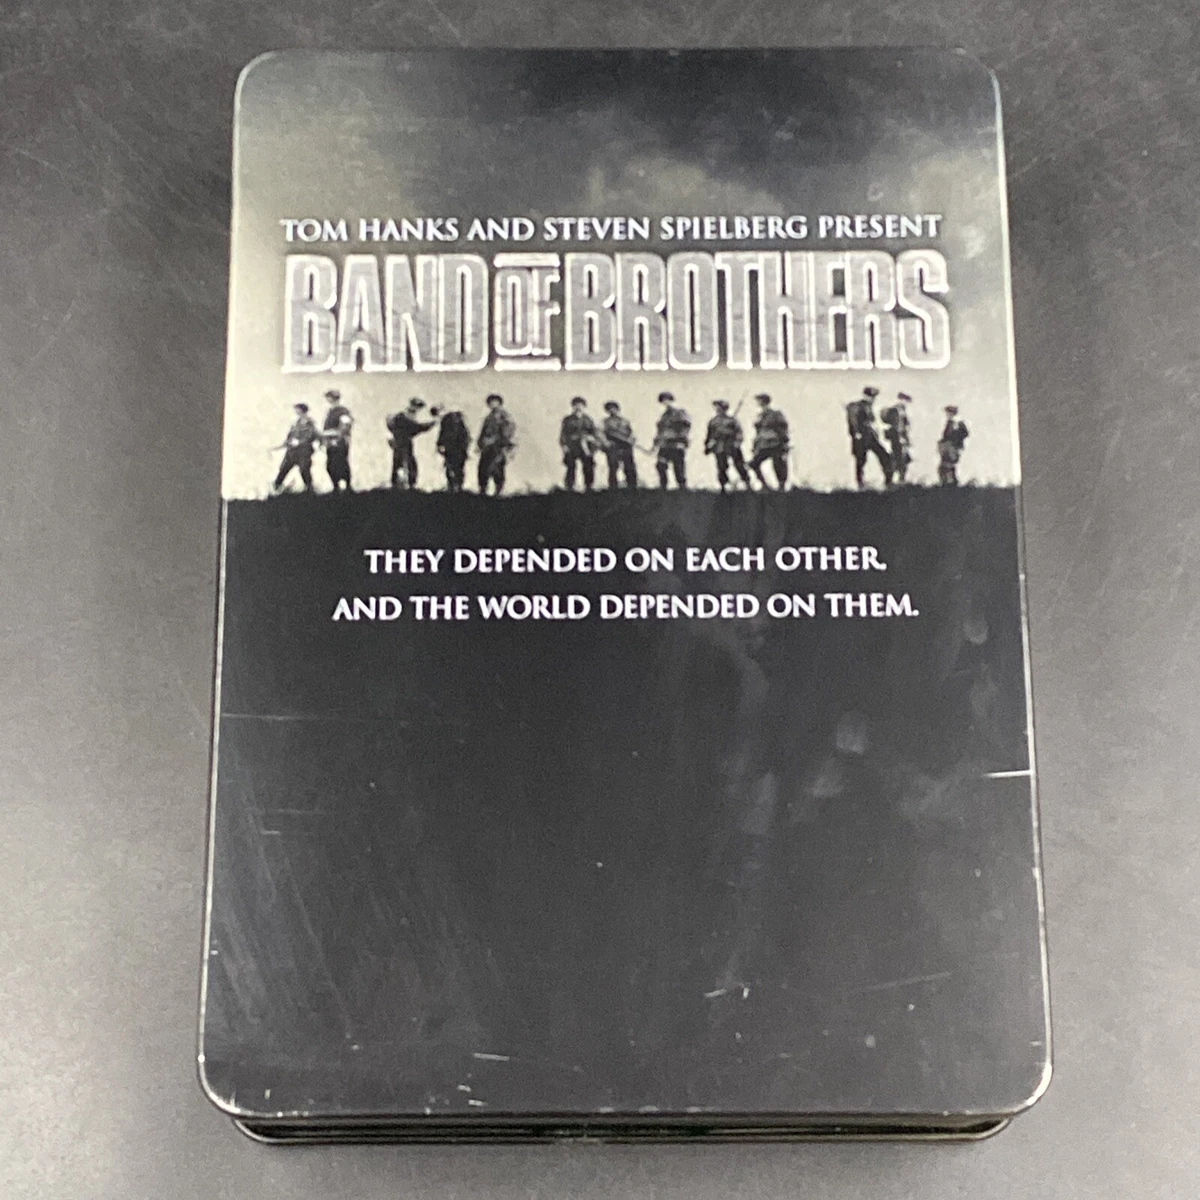 TOM HANKS AND STEVEN SPIELBERG PRESENT
BAND OF BROTHERS
THEY DEPENDED ON EACH OTHER.
AND THE WORLD DEPENDED ON THEM.